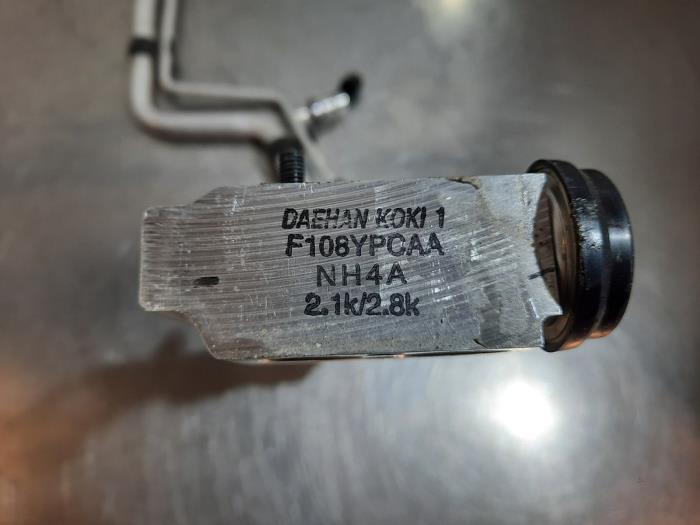 DAEHAN KOKI 1
F108YPCAA
NH4A
2.1k/2.8k